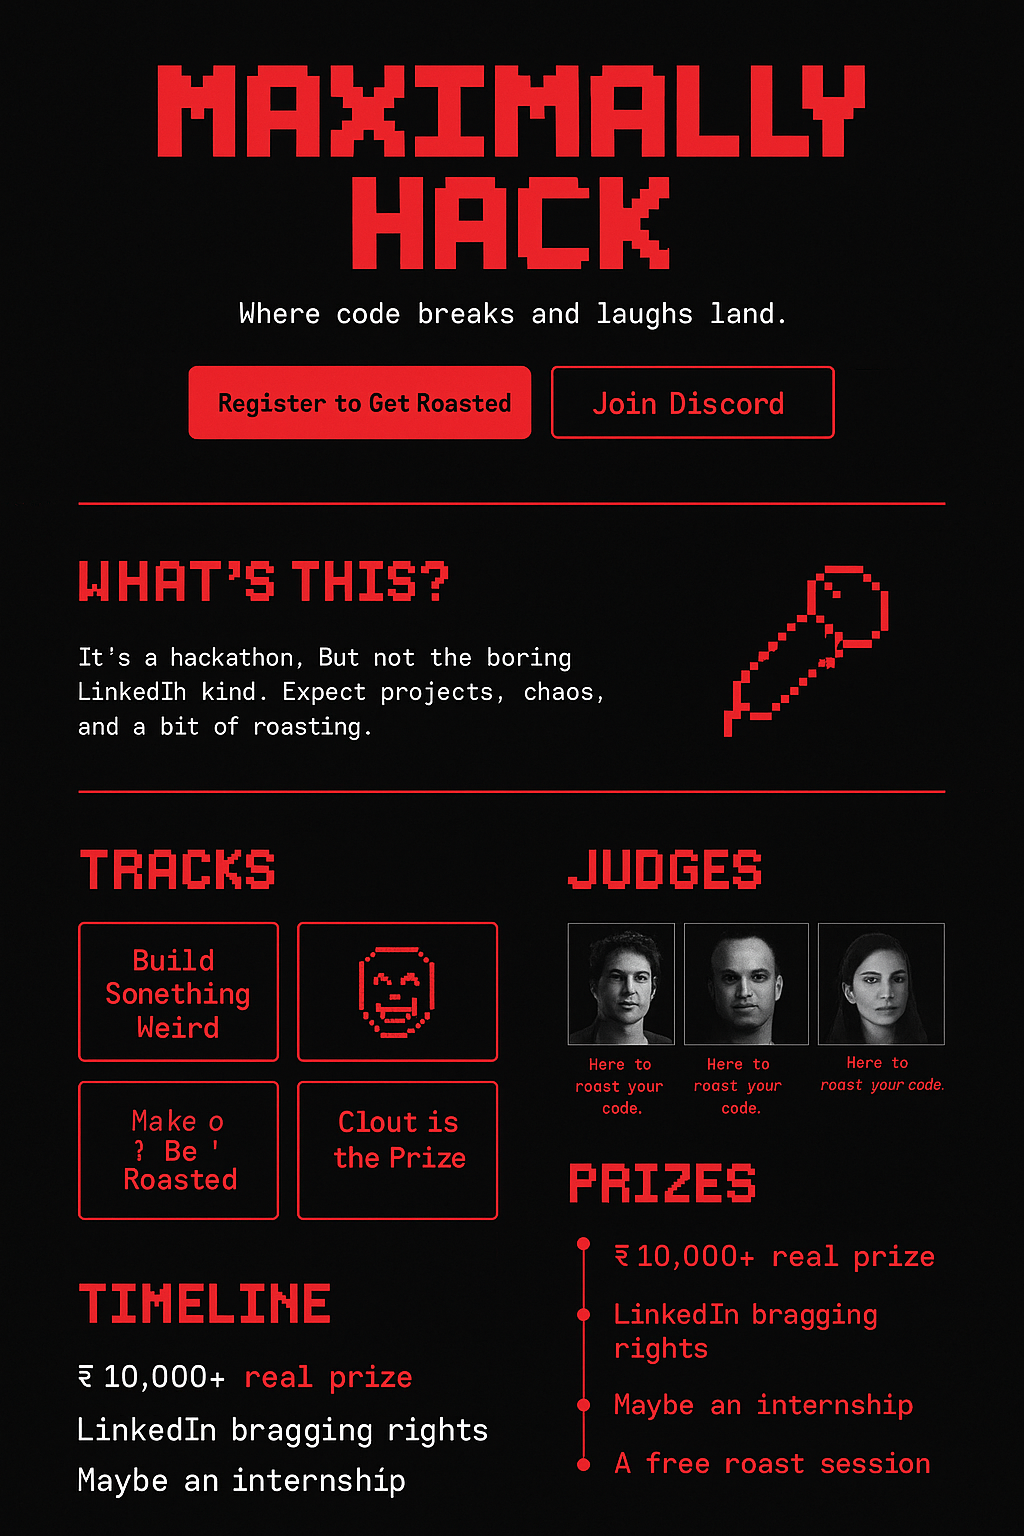 MAXIMALLY
HACK
Where code breaks and laughs land.
Register to Get Roasted
Join Discord
WHAT'S THIS?
It's a hackathon, But not the boring
LinkedIh kind. Expect projects, chaos,
and a bit of roasting.
TRACKS
Build
Sonething
Weird
Make o
? Be '
Roasted
Clout is
the Prize
JUDGES
Here to
roast your
code.
Here to
roast your
code.
Here to
roast your code.
TIMELINE
₹ 10,000+ real prize
LinkedIn bragging rights
Maybe an internshíp
PRIZES
₹ 10,000+ real prize
LinkedIn bragging
rights
Maybe an internship
A free roast session